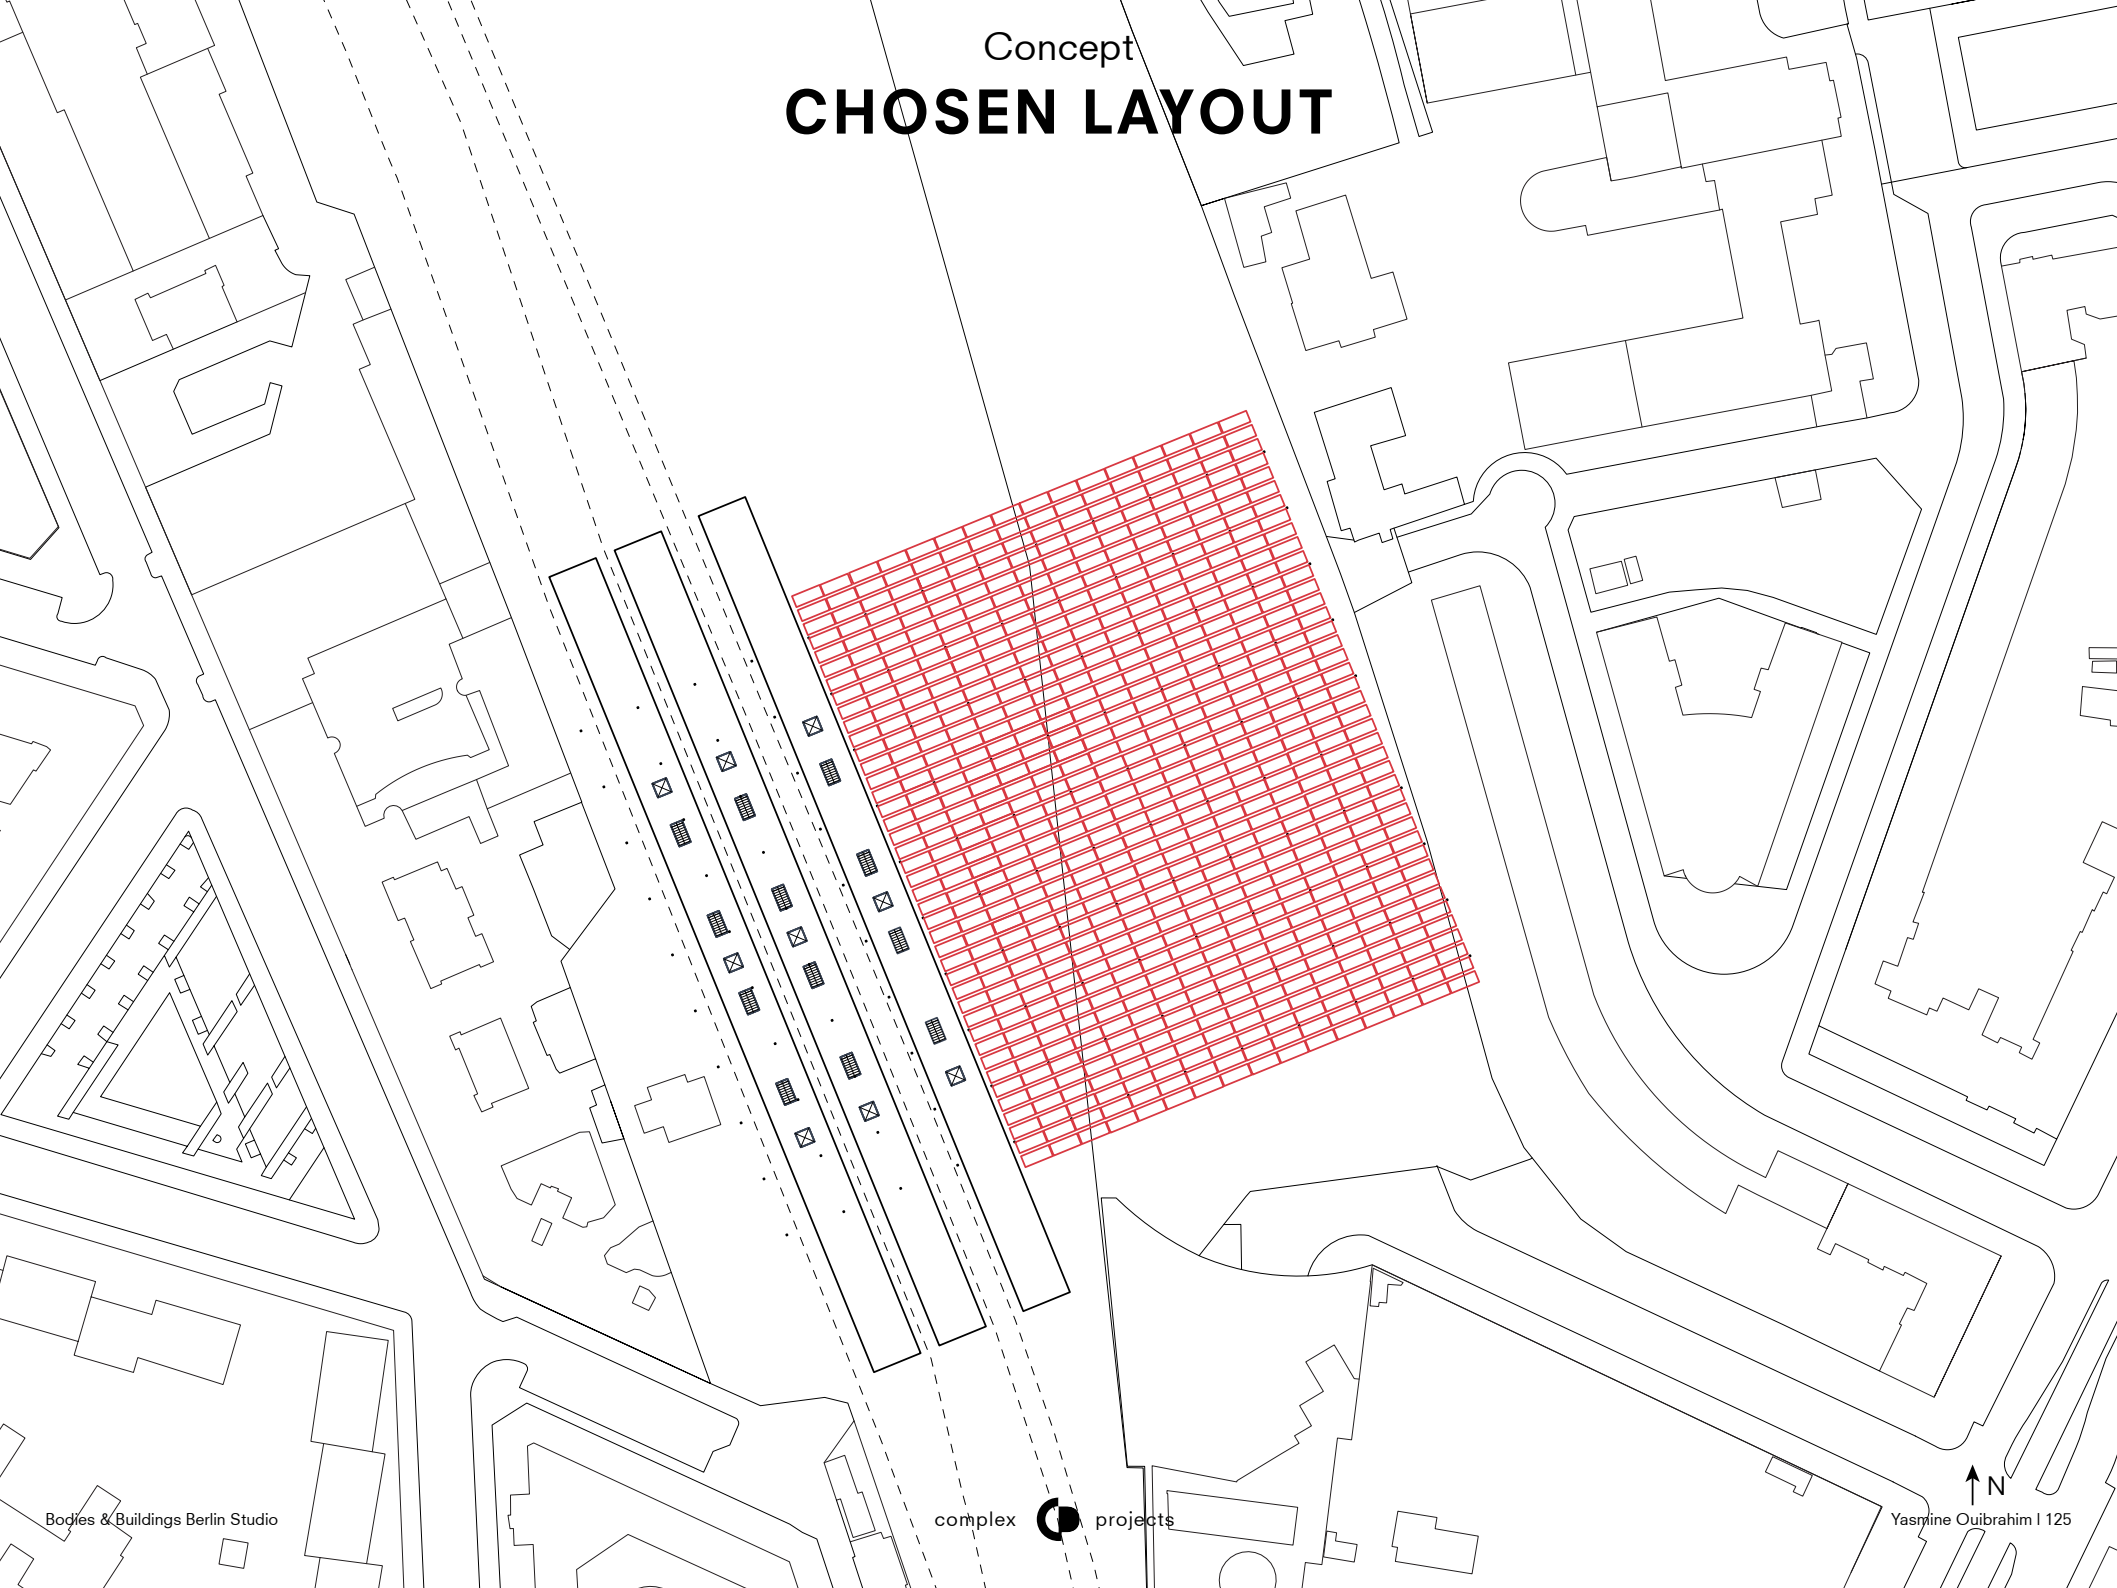 Concept
CHOSEN LAYOUT
N
Bodies & Buildings Berlin Studio
complex projects
Yasmine Ouibrahim | 125